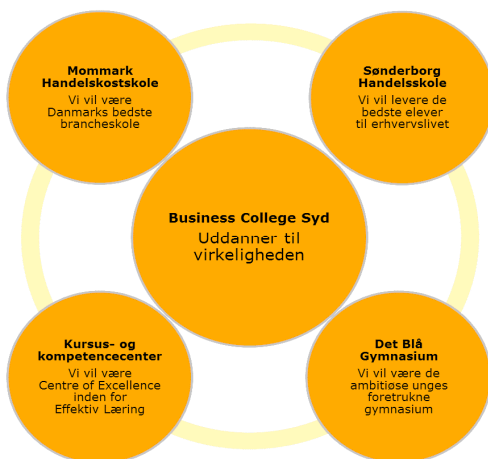 Mommark
Handelskostskole
Vi vil være
Danmarks bedste
brancheskole
Sønderborg
Handelsskole
Vi vil levere de
bedste elever
til erhvervslivet
Business College Syd
Uddanner til
virkeligheden
Kursus- og
kompetencecenter
Vi vil være
Centre of Excellence
inden for
Effektiv Læring
Det Blå
Gymnasium
Vi vil være de
ambitiøse unges
foretrukne
gymnasium